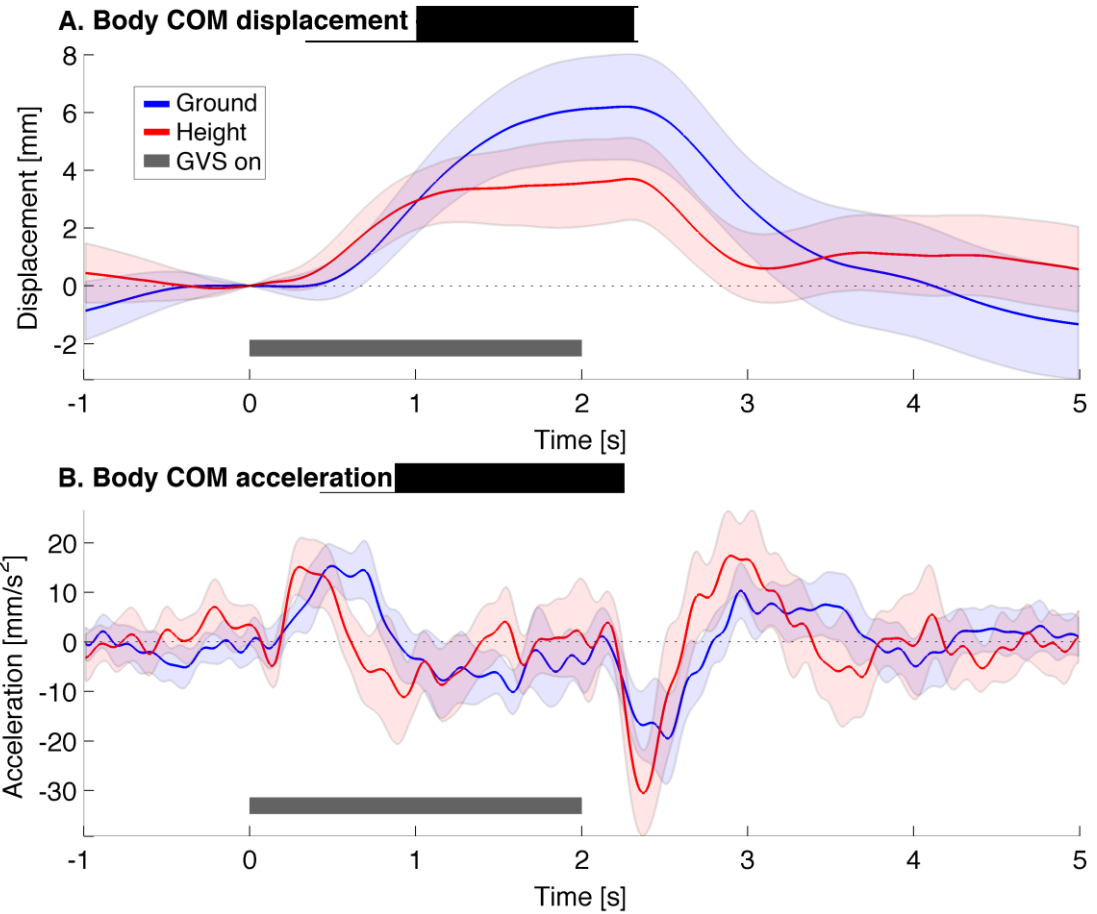 A. Body COM displacement
8
6
4
2
0
-2
Displacement [mm]
Ground
Height
GVS on
-1 0 1 2 3 4 5
Time [s]
B. Body COM acceleration
20
10
0
-10
-20
-30
Acceleration [mm/s⁻²]
-1 0 1 2 3 4 5
Time [s]